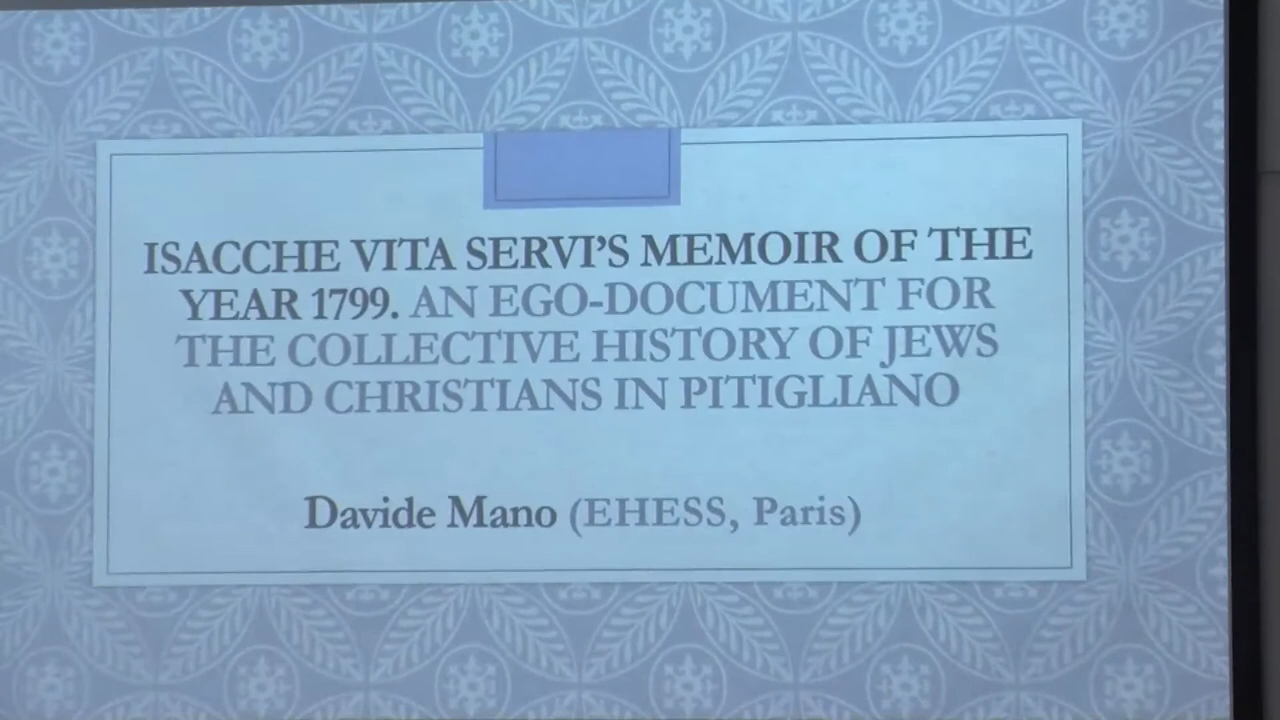 ISACCHE VITA SERVI'S MEMOIR OF THE
YEAR 1799. AN EGO-DOCUMENT FOR
THE COLLECTIVE HISTORY OF JEWS
AND CHRISTIANS IN PITIGLIANO
Davide Mano (EHESS, Paris)